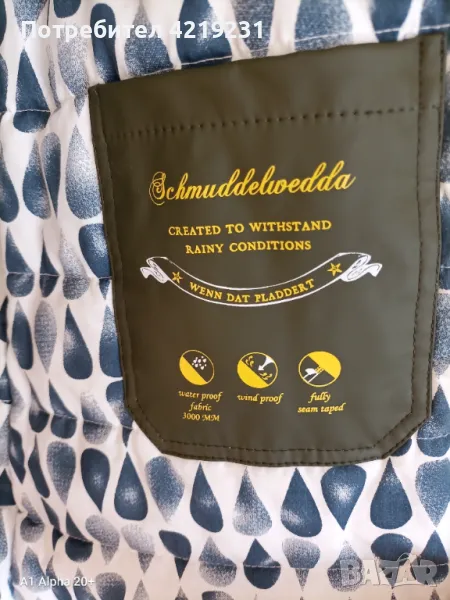 Потребител 4219231
Schmuddelwedda
CREATED TO WITHSTAND
RAINY CONDITIONS
WENN DAT PLADDERT
water proof
fabric
3000 MM
wind proof
fully
seam taped
A1 Alpha 20+
bazar